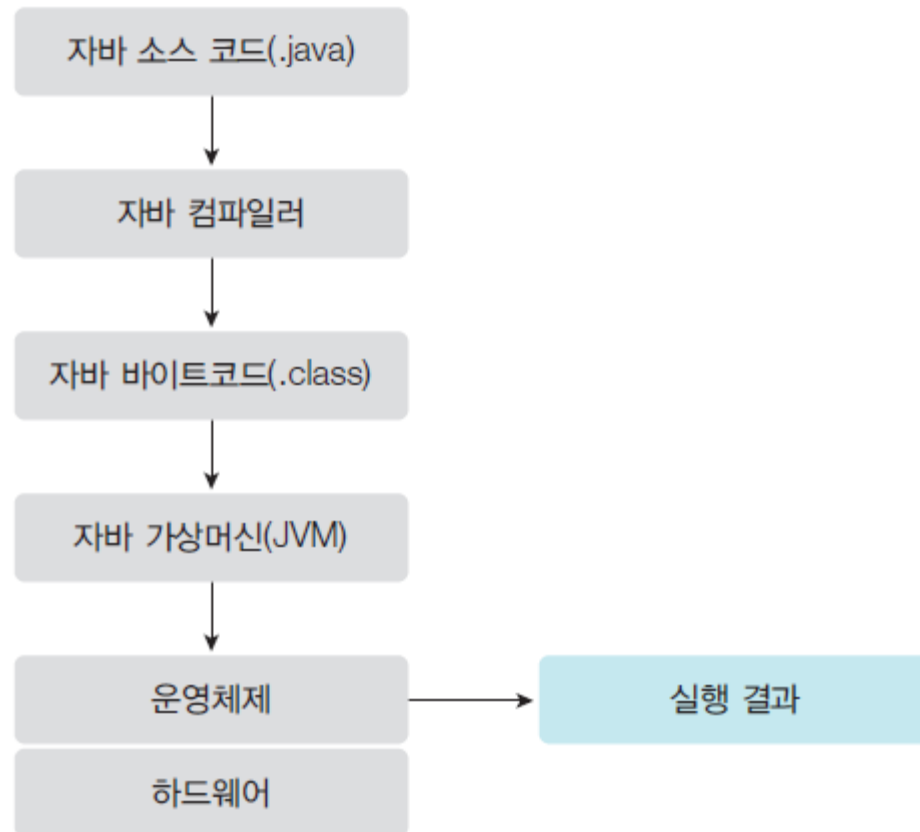 자바 소스 코드(.java)
자바 컴파일러
자바 바이트코드(.class)
자바 가상머신(JVM)
운영체제
실행 결과
하드웨어